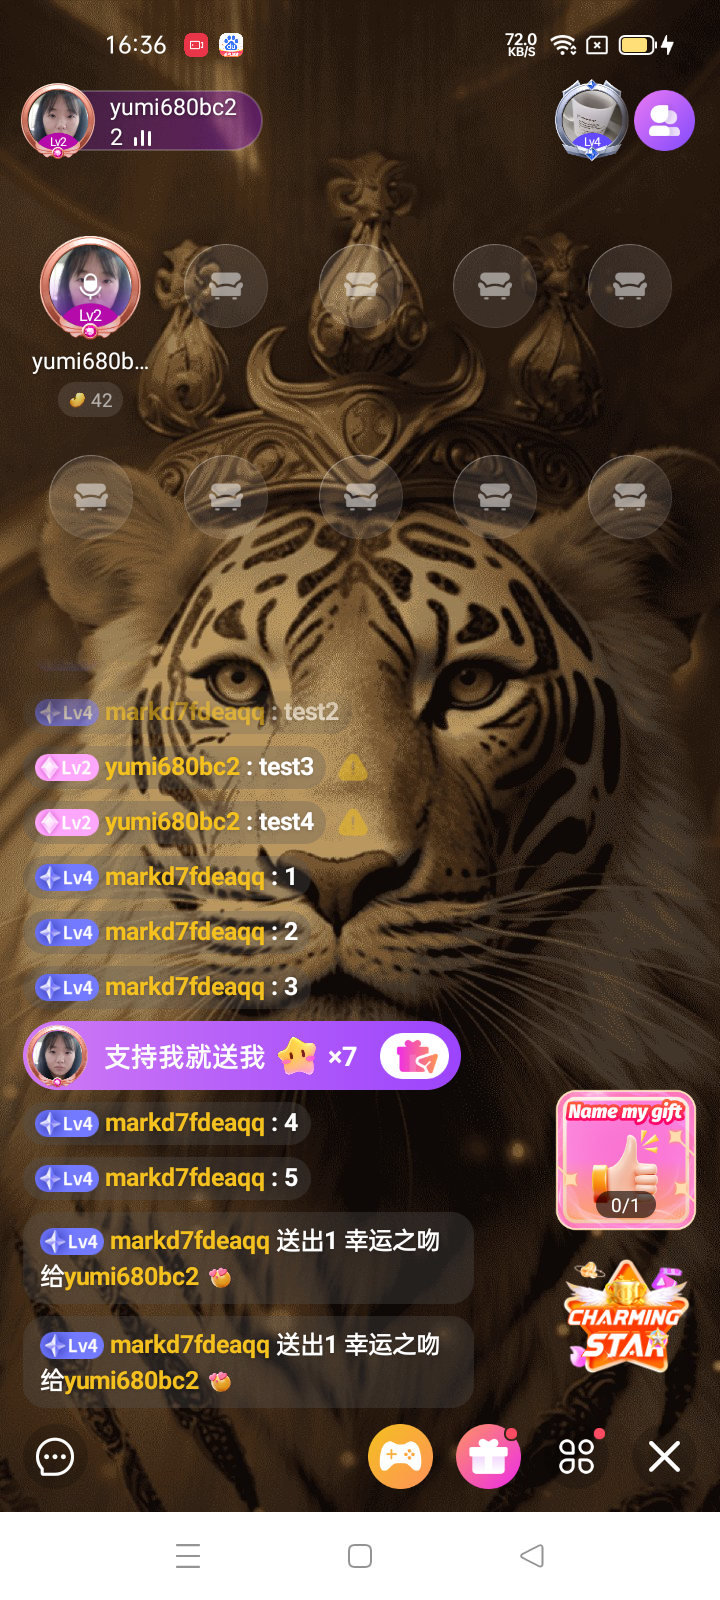 16:36
72.0
KB/S
yumi680bc2
2
Lv2
Lv4
Lv2
yumi680b...
42
Lv4 markd7fdeaqq : test2
Lv2 yumi680bc2 : test3
Lv2 yumi680bc2 : test4
Lv4 markd7fdeaqq : 1
Lv4 markd7fdeaqq : 2
Lv4 markd7fdeaqq : 3
支持我就送我 ×7
Lv4 markd7fdeaqq : 4
Lv4 markd7fdeaqq : 5
Name my gift
0/1
Lv4 markd7fdeaqq 送出1 幸运之吻
给yumi680bc2
CHARMING
STAR
Lv4 markd7fdeaqq 送出1 幸运之吻
给yumi680bc2